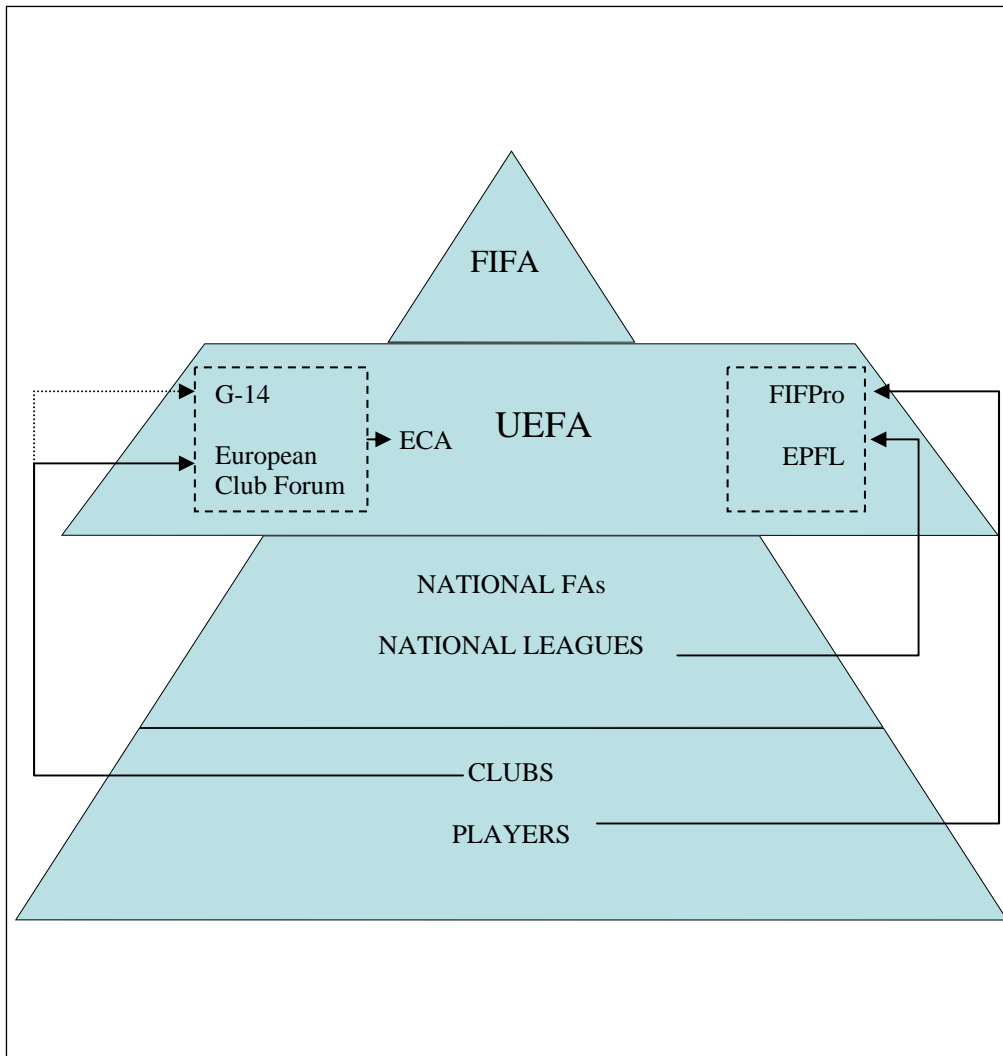 FIFA
G-14
European
Club Forum
ECA
UEFA
FIFPro
EPFL
NATIONAL FAs
NATIONAL LEAGUES
CLUBS
PLAYERS